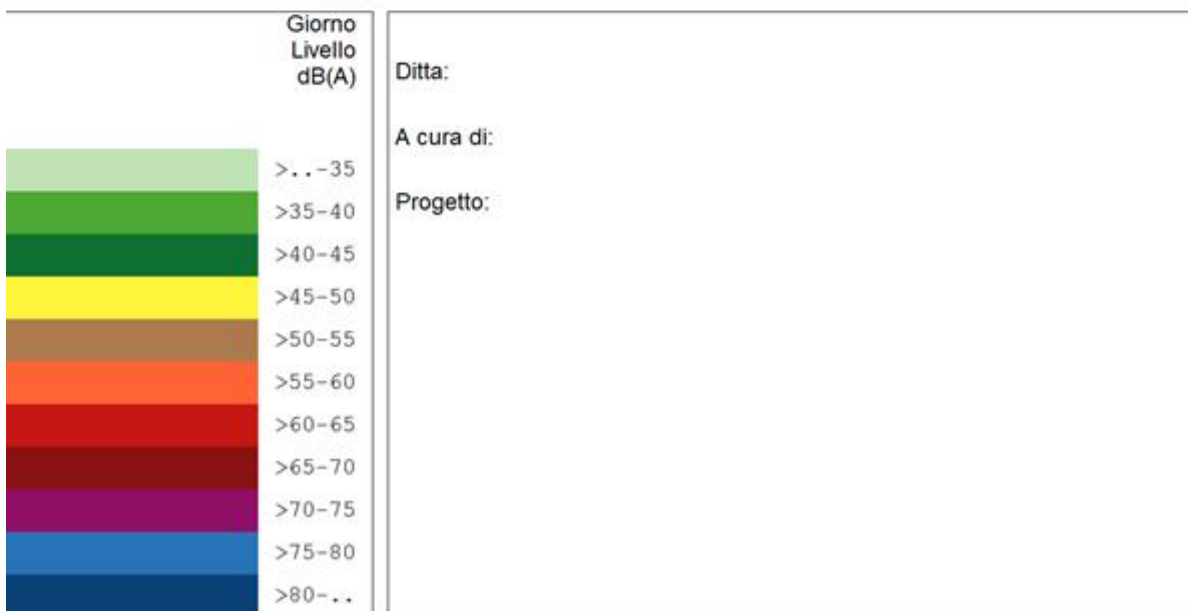 Giorno
Livello
dB(A)
>..-35
>35-40
>40-45
>45-50
>50-55
>55-60
>60-65
>65-70
>70-75
>75-80
>80-..
Ditta:
A cura di:
Progetto: